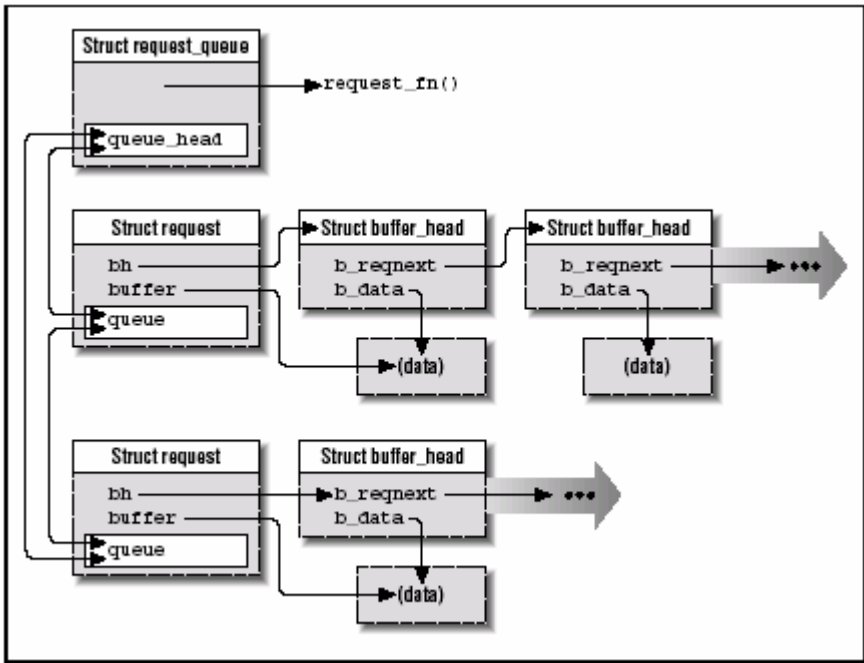 Struct request_queue
request_fn()
queue_head
Struct request
Struct buffer_head
Struct buffer_head
bh
b_reqnext
b_reqnext
•••
buffer
b_data
b_data
queue
(data)
(data)
Struct request
Struct buffer_head
bh
b_reqnext
•••
buffer
b_data
queue
(data)